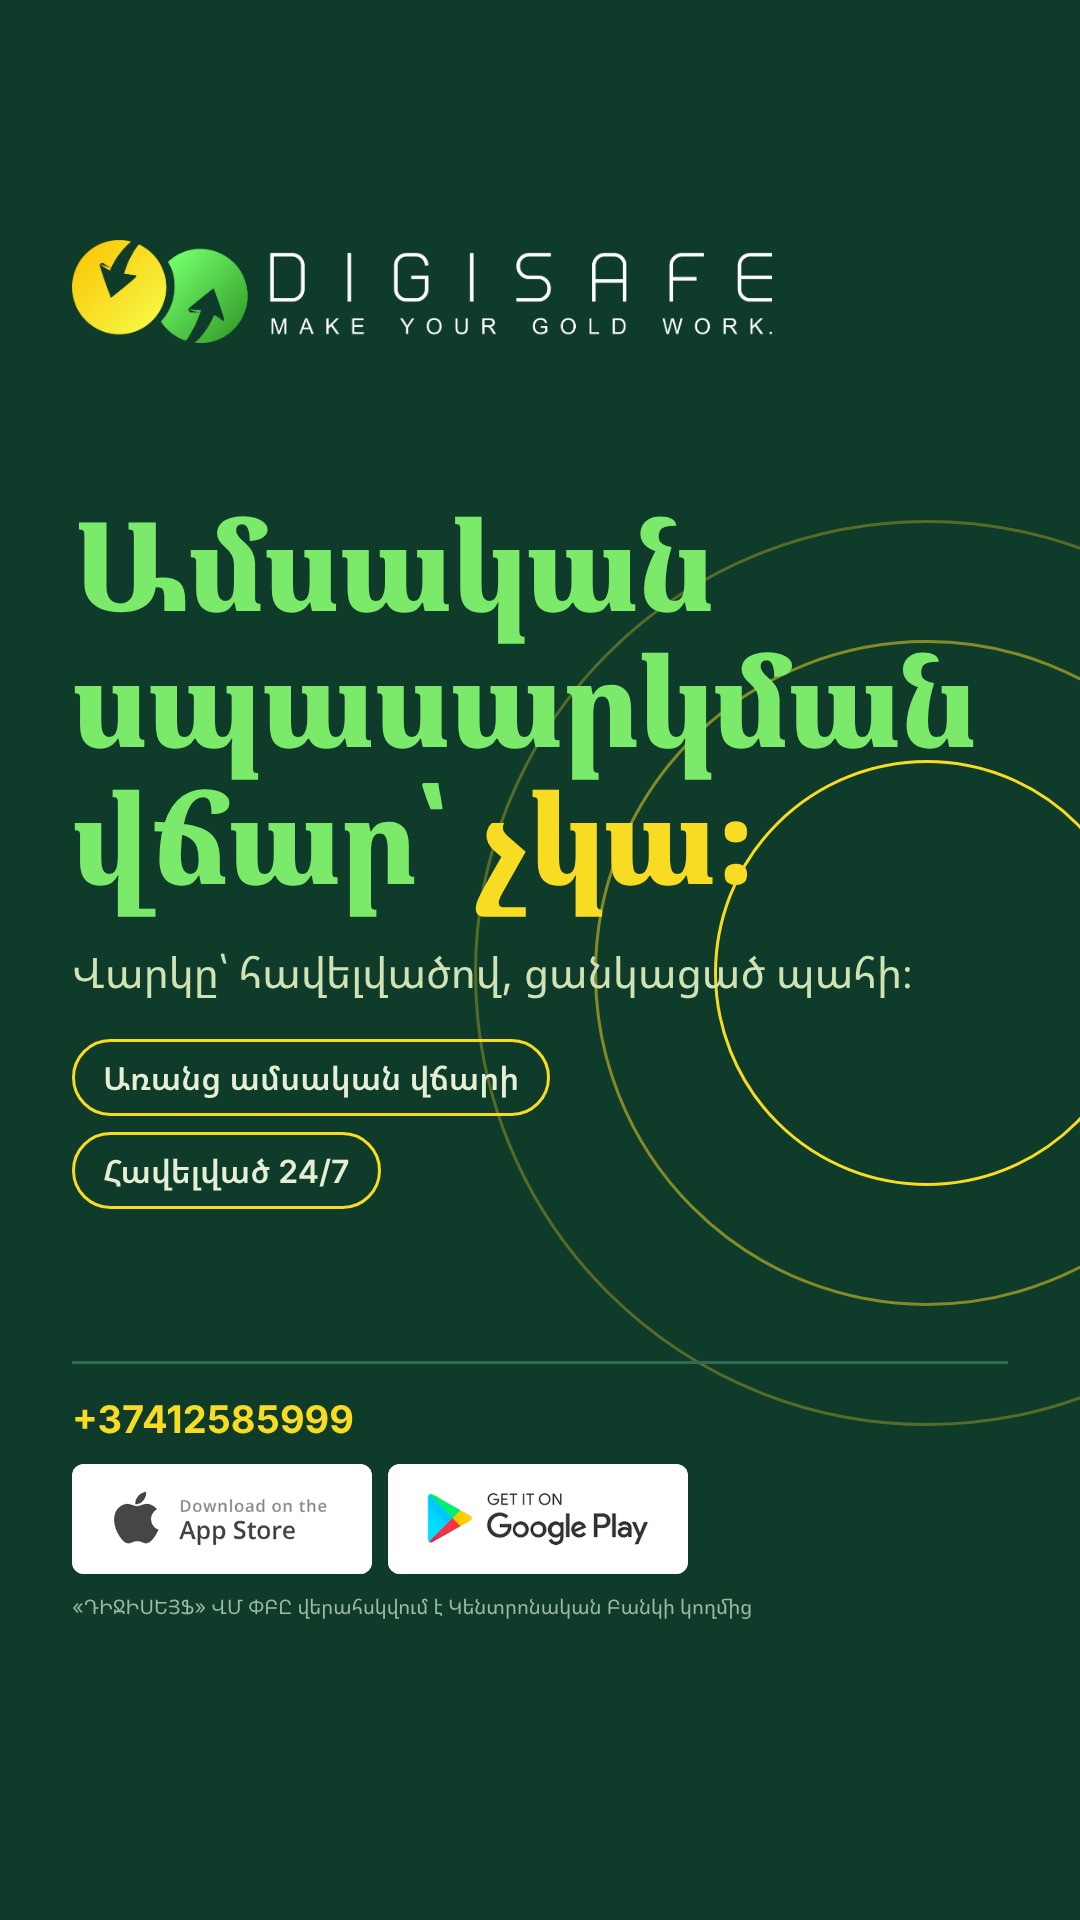 DIGISAFE
MAKE YOUR GOLD WORK.
Ամսական
սպասարկման
վճար՝ չկա։
Վարկը՝ հավելվածով, ցանկացած պահի։
Առանց ամսական վճարի
Հավելված 24/7
+37412585999
Download on the
App Store
GET IT ON
Google Play
«ԴԻՋԻՍԵՅՖ» ՎՄ ՓԲԸ վերահսկվում է Կենտրոնական Բանկի կողմից